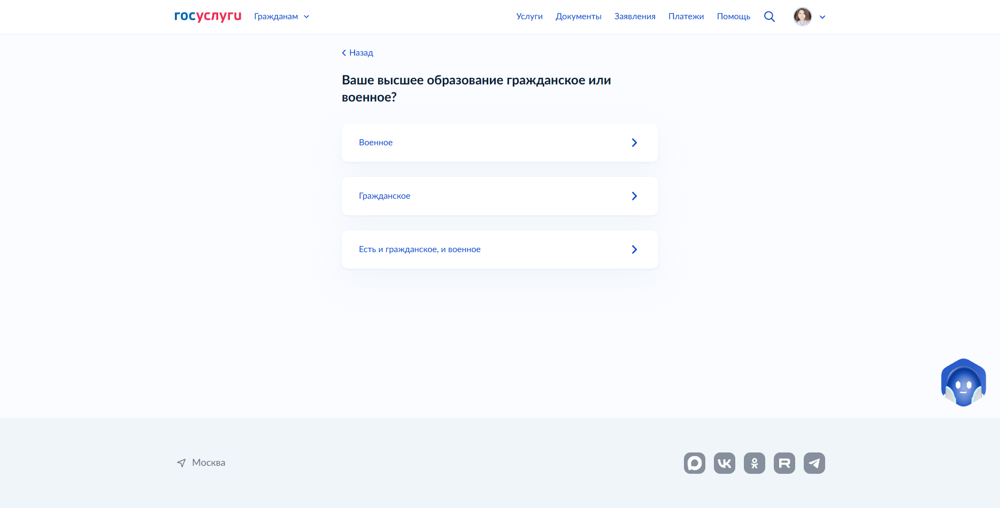 госуслуги
Гражданам
Услуги
Документы
Заявления
Платежи
Помощь
Назад
Ваше высшее образование гражданское или
военное?
Военное
Гражданское
Есть и гражданское, и военное
Москва